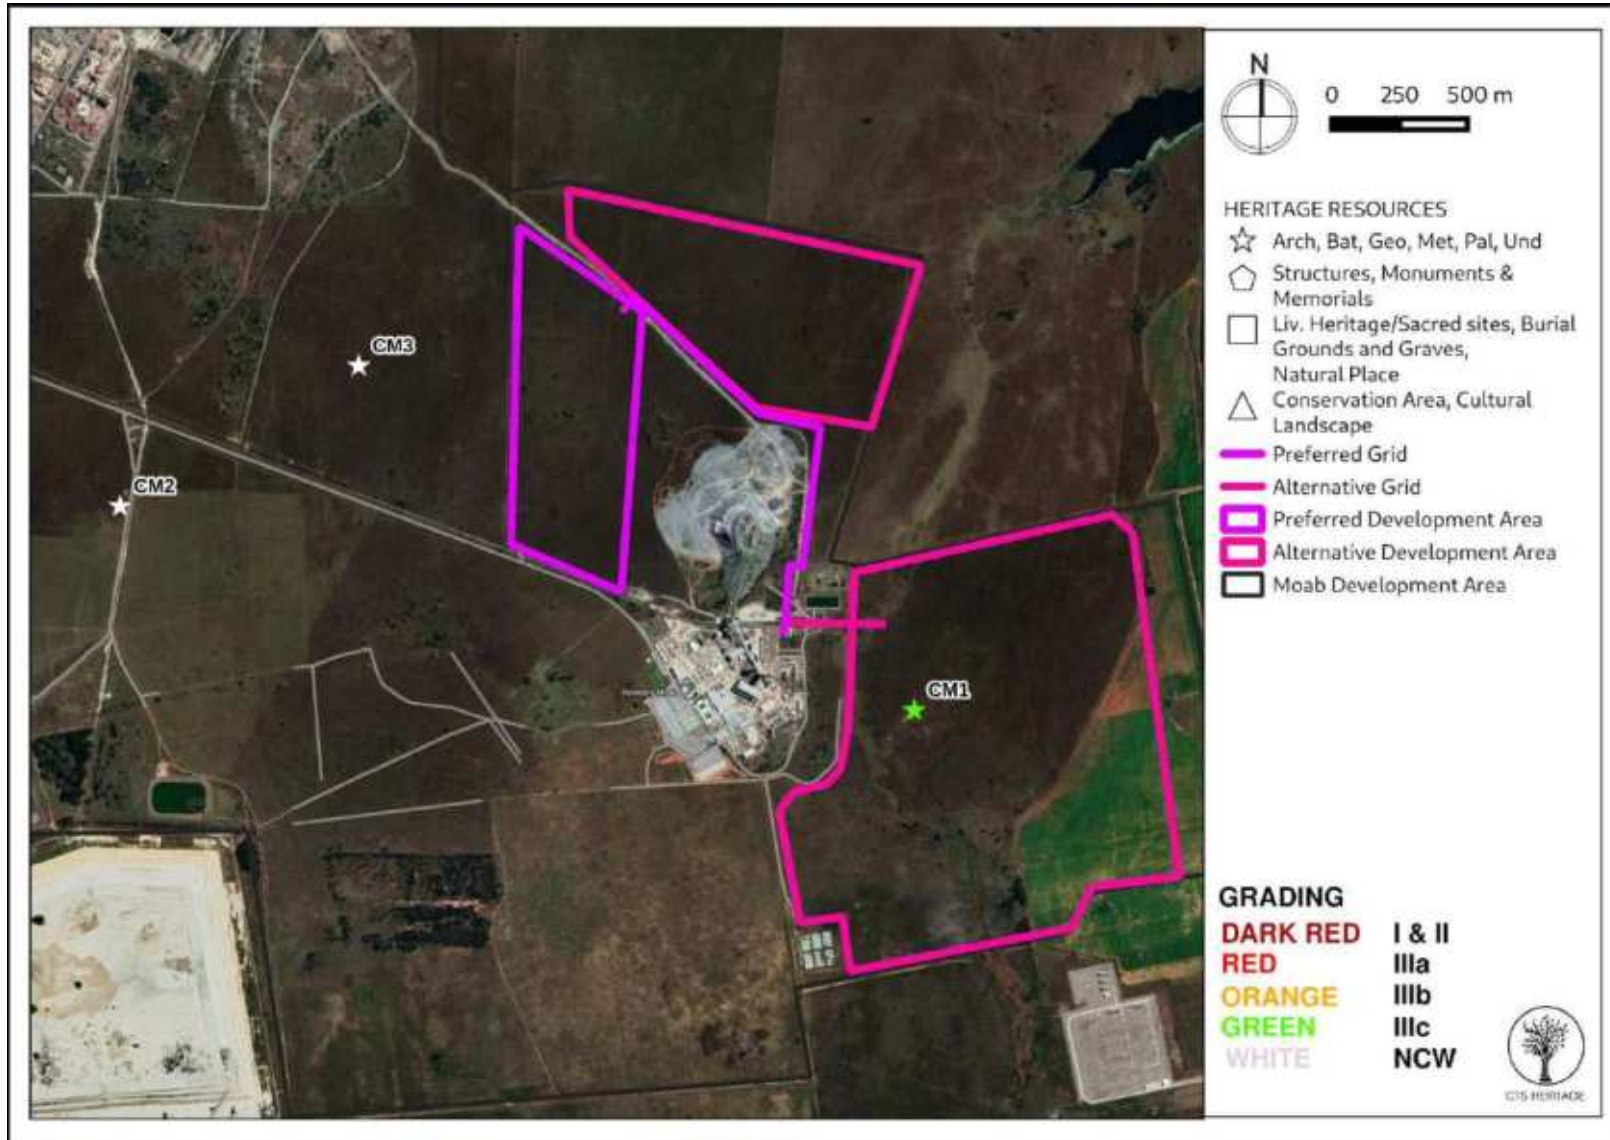 N
0 250 500 m
HERITAGE RESOURCES
Arch, Bat, Geo, Met, Pal, Und
Structures, Monuments &
Memorials
Liv. Heritage/Sacred sites, Burial
Grounds and Graves,
Natural Place
Conservation Area, Cultural
Landscape
Preferred Grid
Alternative Grid
Preferred Development Area
Alternative Development Area
Moab Development Area
CM3
CM2
CM1
GRADING
DARK RED I & II
RED IIIa
ORANGE IIIb
GREEN IIIc
WHITE NCW
CTS HERITAGE